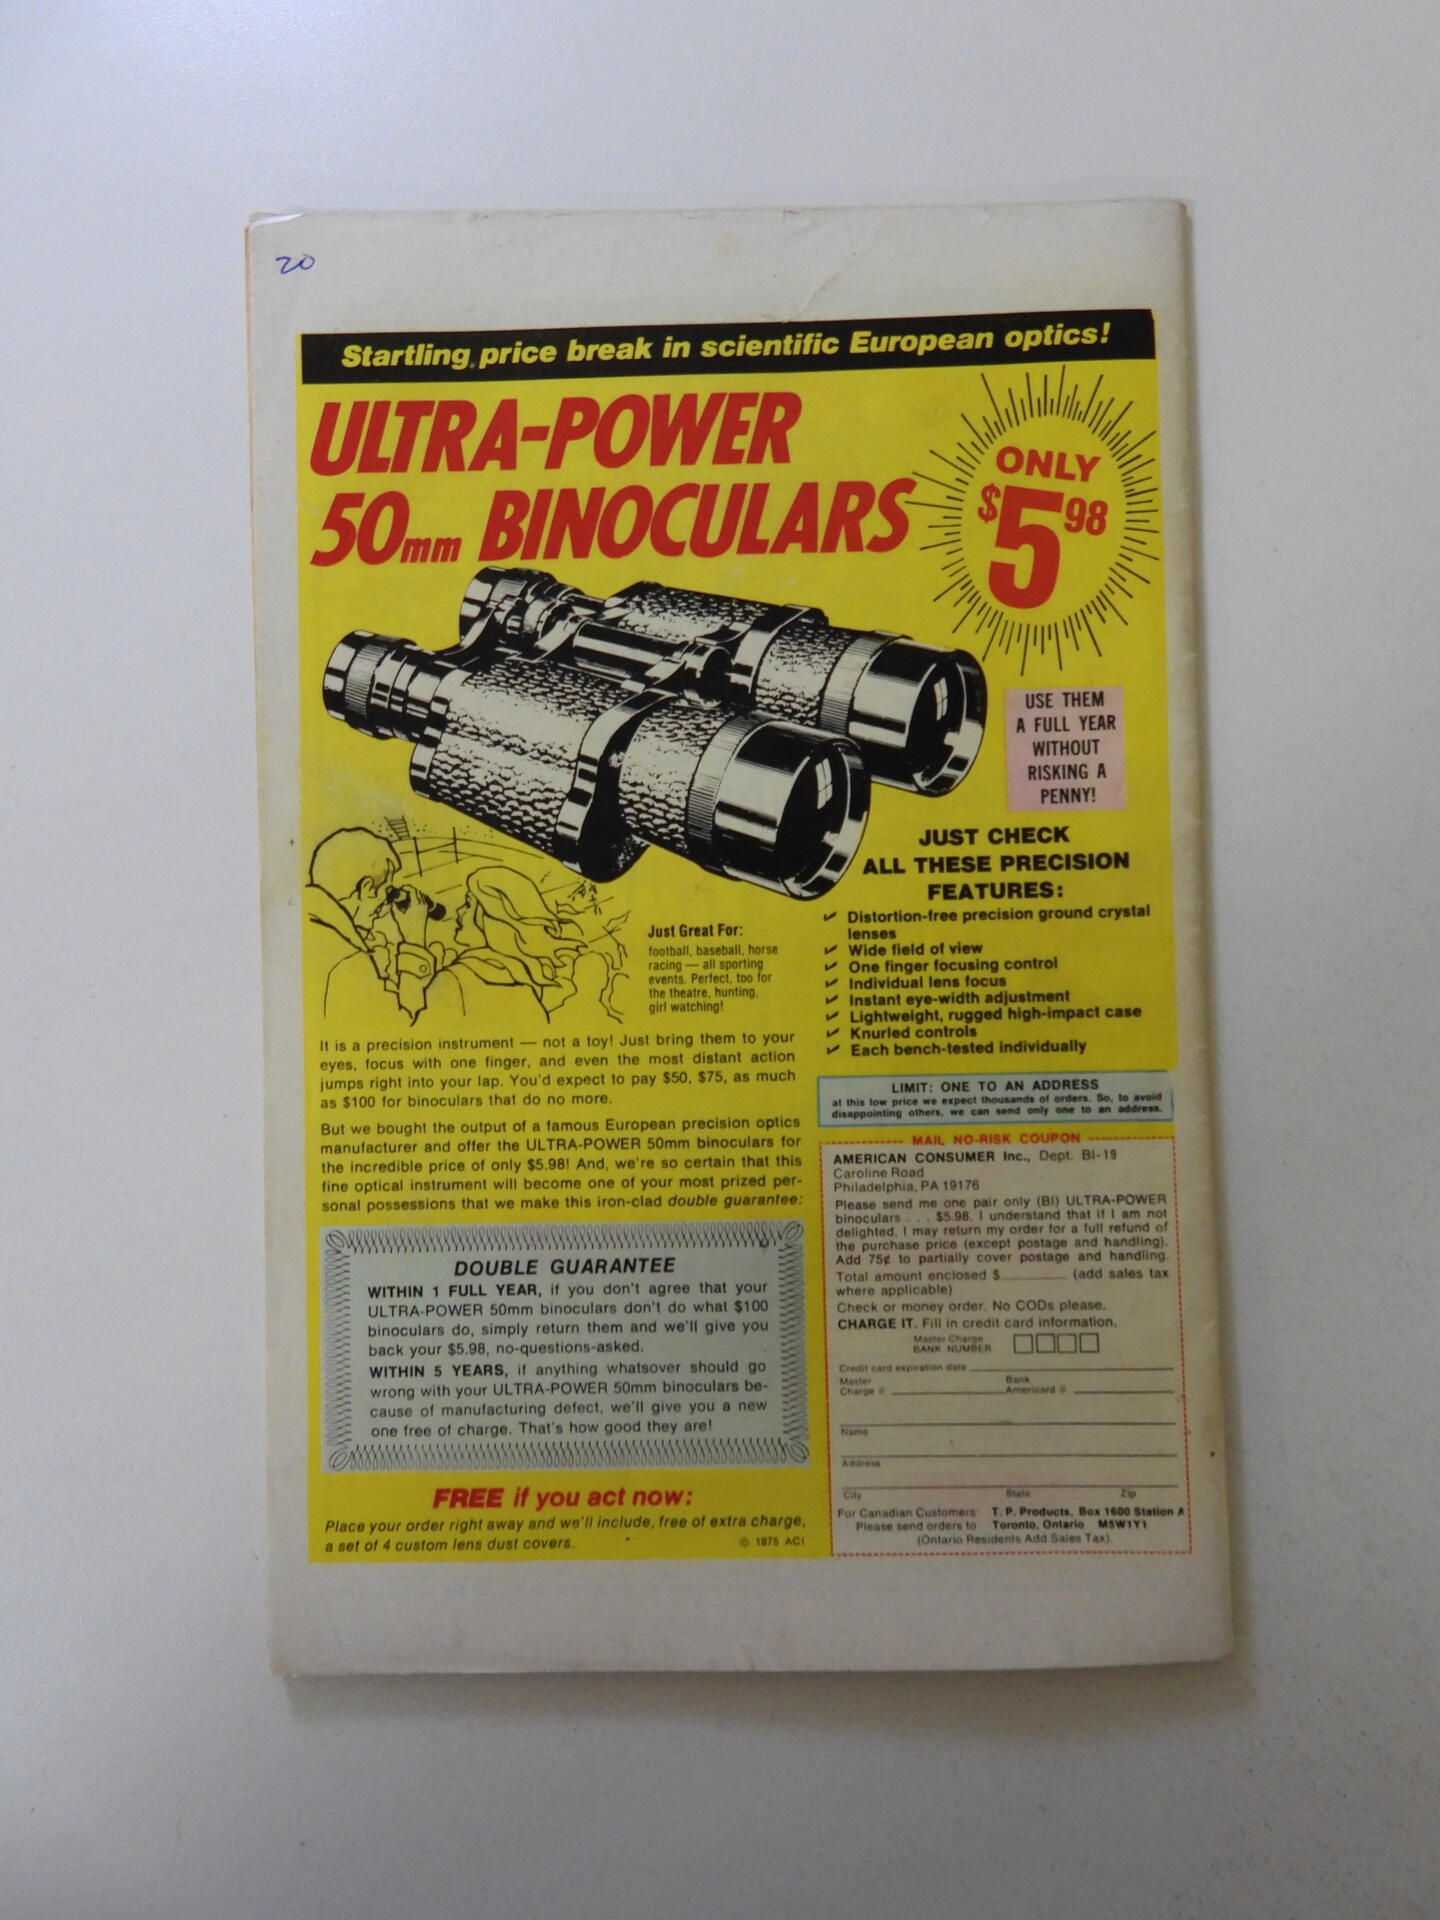 20
Startling price break in scientific European optics!
ULTRA-POWER
50mm BINOCULARS
ONLY
$5 98
USE THEM
A FULL YEAR
WITHOUT
RISKING A
PENNY!
JUST CHECK
ALL THESE PRECISION
FEATURES:
✓ Distortion-free precision ground crystal
lenses
✓ Wide field of view
✓ One finger focusing control
✓ Individual lens focus
✓ Instant eye-width adjustment
✓ Lightweight, rugged high-impact case
✓ Knurled controls
✓ Each bench-tested individually
Just Great For:
football, baseball, horse
racing — all sporting
events. Perfect, too for
the theatre, hunting,
girl watching!
It is a precision instrument — not a toy! Just bring them to your
eyes, focus with one finger, and even the most distant action
jumps right into your lap. You'd expect to pay $50, $75, as much
as $100 for binoculars that do no more.
But we bought the output of a famous European precision optics
manufacturer and offer the ULTRA-POWER 50mm binoculars for
the incredible price of only $5.98! And, we're so certain that this
fine optical instrument will become one of your most prized per-
sonal possessions that we make this iron-clad double guarantee:
DOUBLE GUARANTEE
WITHIN 1 FULL YEAR, if you don't agree that your
ULTRA-POWER 50mm binoculars don't do what $100
binoculars do, simply return them and we'll give you
back your $5.98, no-questions-asked.
WITHIN 5 YEARS, if anything whatsover should go
wrong with your ULTRA-POWER 50mm binoculars be-
cause of manufacturing defect, we'll give you a new
one free of charge. That's how good they are!
FREE if you act now:
Place your order right away and we'll include, free of extra charge,
a set of 4 custom lens dust covers.
© 1975 ACI
LIMIT: ONE TO AN ADDRESS
at this low price we expect thousands of orders. So, to avoid
disappointing others, we can send only one to an address.
MAIL NO-RISK COUPON
AMERICAN CONSUMER Inc., Dept. BI-19
Caroline Road
Philadelphia, PA 19176
Please send me one pair only (BI) ULTRA-POWER
binoculars . . . $5.98. I understand that if I am not
delighted, I may return my order for a full refund of
the purchase price (except postage and handling).
Add 75¢ to partially cover postage and handling.
Total amount enclosed $________ (add sales tax
where applicable)
Check or money order. No CODs please.
CHARGE IT. Fill in credit card information.
Master Charge
BANK NUMBER
Credit card expiration date
Master Bank
Charge # Americard #
Name
Address
City State Zip
For Canadian Customers: T. P. Products, Box 1600 Station A
Please send orders to Toronto, Ontario M5W1Y1
(Ontario Residents Add Sales Tax).